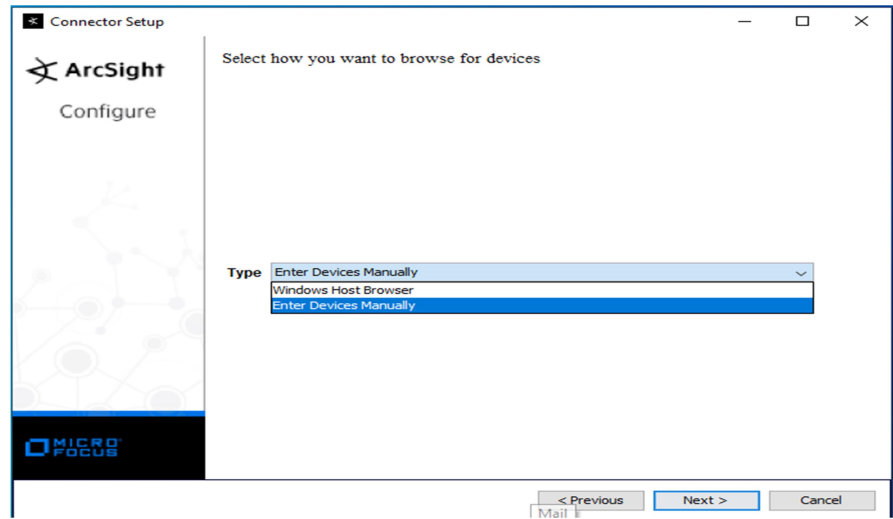 Connector Setup
ArcSight
Configure
Select how you want to browse for devices
Type Enter Devices Manually
Windows Host Browser
Enter Devices Manually
MICRO
FOCUS
< Previous Next > Cancel
Mail